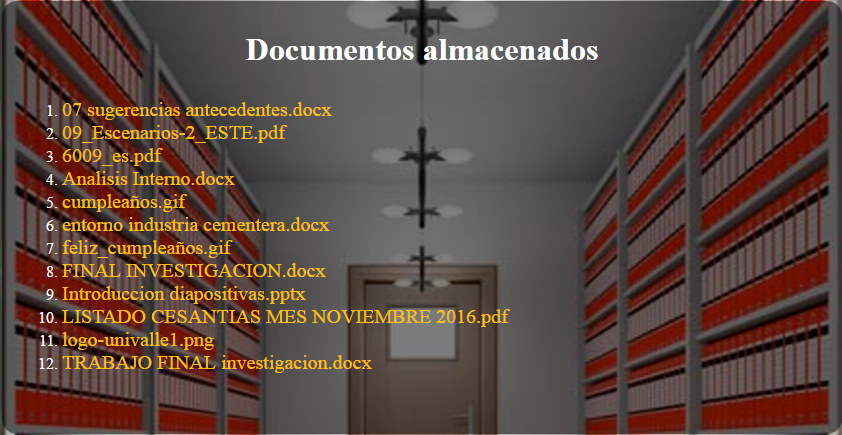 Documentos almacenados
1. 07 sugerencias antecedentes.docx
2. 09_Escenarios-2_ESTE.pdf
3. 6009_es.pdf
4. Analisis Interno.docx
5. cumpleaños.gif
6. entorno industria cementera.docx
7. feliz_cumpleaños.gif
8. FINAL INVESTIGACION.docx
9. Introduccion diapositivas.pptx
10. LISTADO CESANTIAS MES NOVIEMBRE 2016.pdf
11. logo-univalle1.png
12. TRABAJO FINAL investigacion.docx